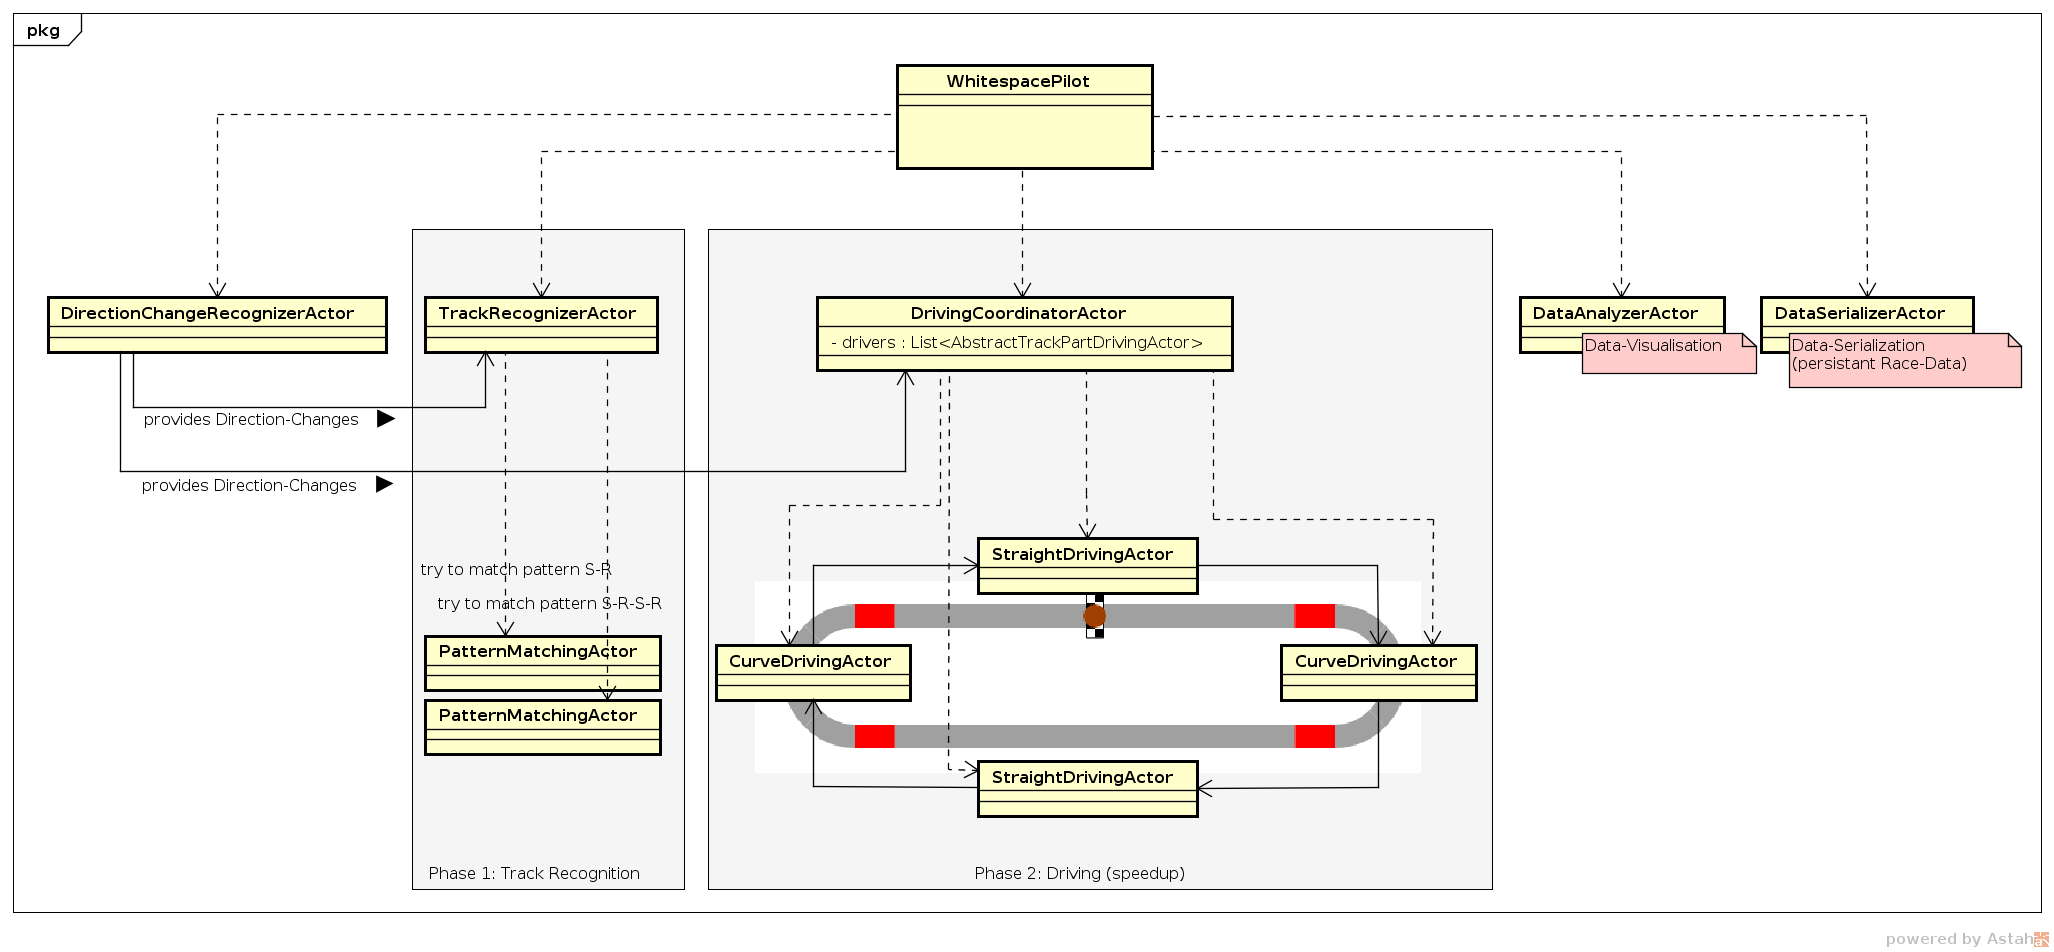 pkg
WhitespacePilot
DirectionChangeRecognizerActor
TrackRecognizerActor
DrivingCoordinatorActor
- drivers : List<AbstractTrackPartDrivingActor>
DataAnalyzerActor
Data-Visualisation
DataSerializerActor
Data-Serialization
(persistant Race-Data)
provides Direction-Changes
provides Direction-Changes
try to match pattern S-R
try to match pattern S-R-S-R
PatternMatchingActor
PatternMatchingActor
StraightDrivingActor
CurveDrivingActor
CurveDrivingActor
StraightDrivingActor
Phase 1: Track Recognition
Phase 2: Driving (speedup)
powered by Astah